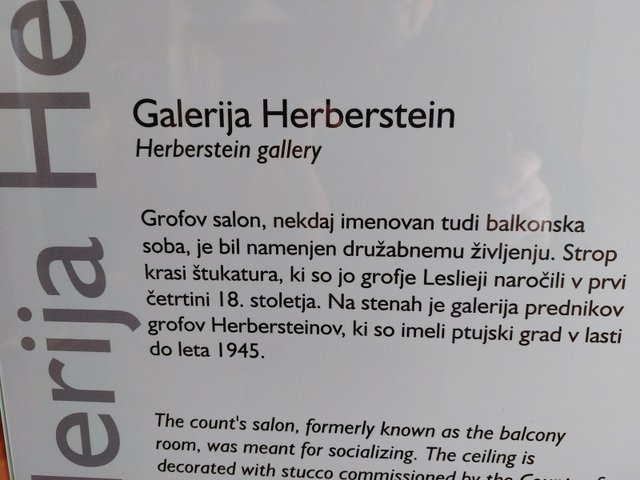 Galerija Herberstein
Herberstein gallery
Grofov salon, nekdaj imenovan tudi balkonska
soba, je bil namenjen družabnemu življenju. Strop
krasi štukatura, ki so jo grofje Leslieji naročili v prvi
četrtini 18. stoletja. Na stenah je galerija prednikov
grofov Herbersteinov, ki so imeli ptujski grad v lasti
do leta 1945.
The count's salon, formerly known as the balcony
room, was meant for socializing. The ceiling is
decorated with stucco commissioned by the
lerija He